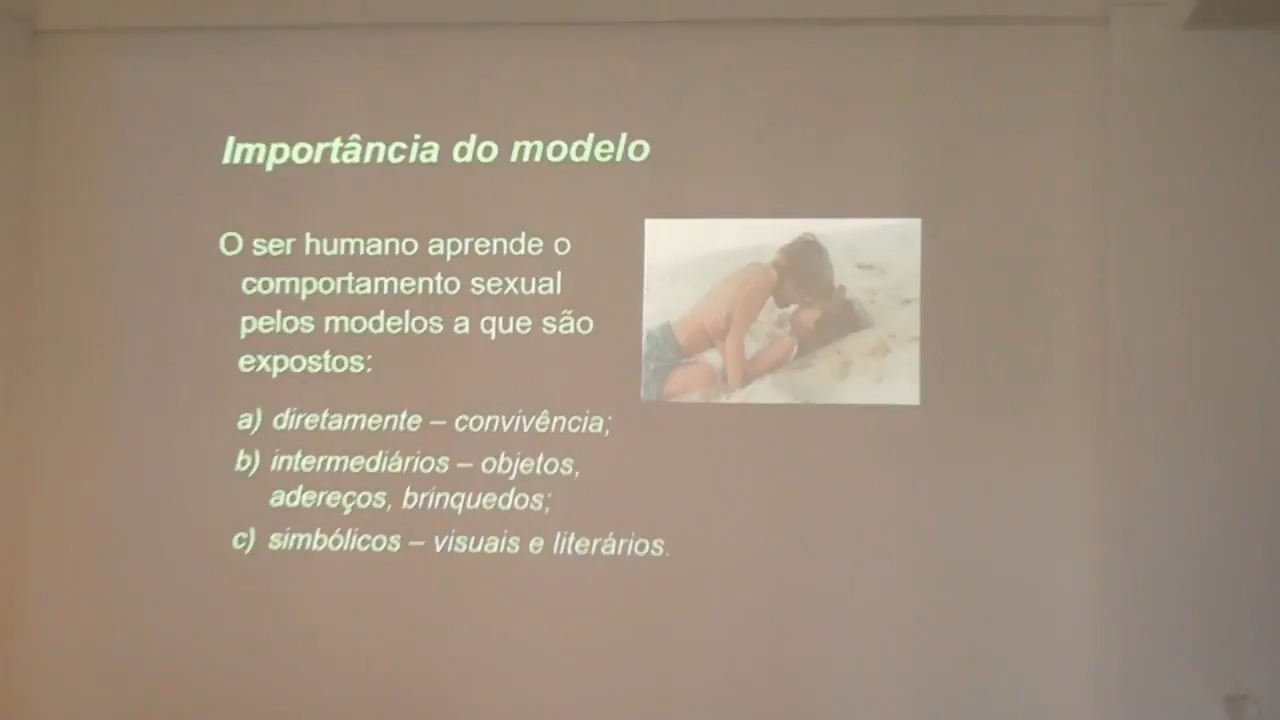 Importância do modelo
O ser humano aprende o
comportamento sexual
pelos modelos a que são
expostos:
a) diretamente – convivência;
b) intermediários – objetos,
adereços, brinquedos;
c) simbólicos – visuais e literários.